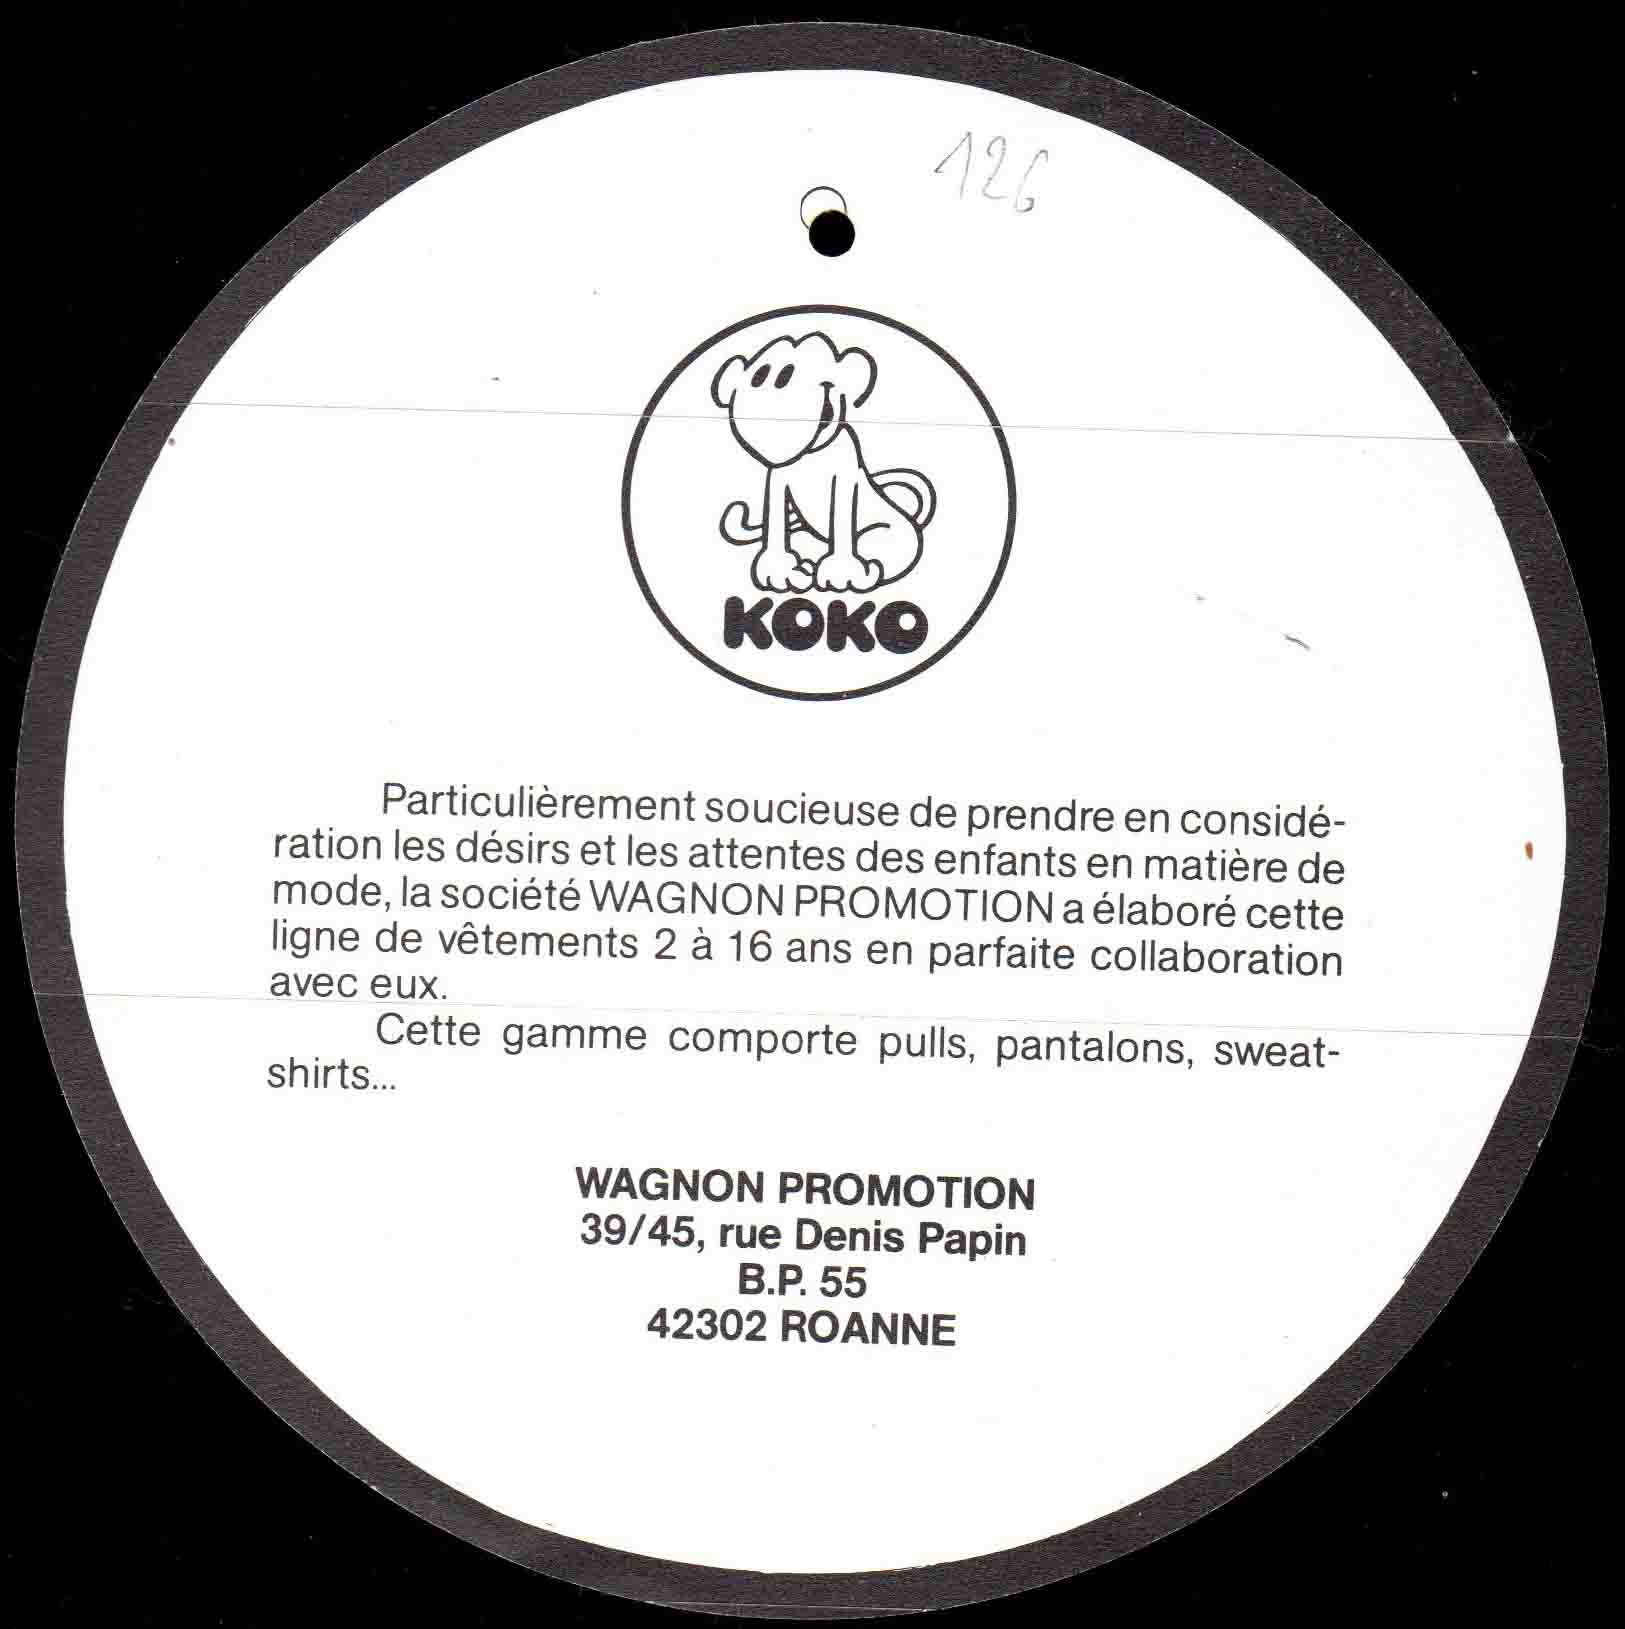 126
KOKO
Particulièrement soucieuse de prendre en considé-
ration les désirs et les attentes des enfants en matière de
mode, la société WAGNON PROMOTION a élaboré cette
ligne de vêtements 2 à 16 ans en parfaite collaboration
avec eux.
Cette gamme comporte pulls, pantalons, sweat-
shirts...
WAGNON PROMOTION
39/45, rue Denis Papin
B.P. 55
42302 ROANNE